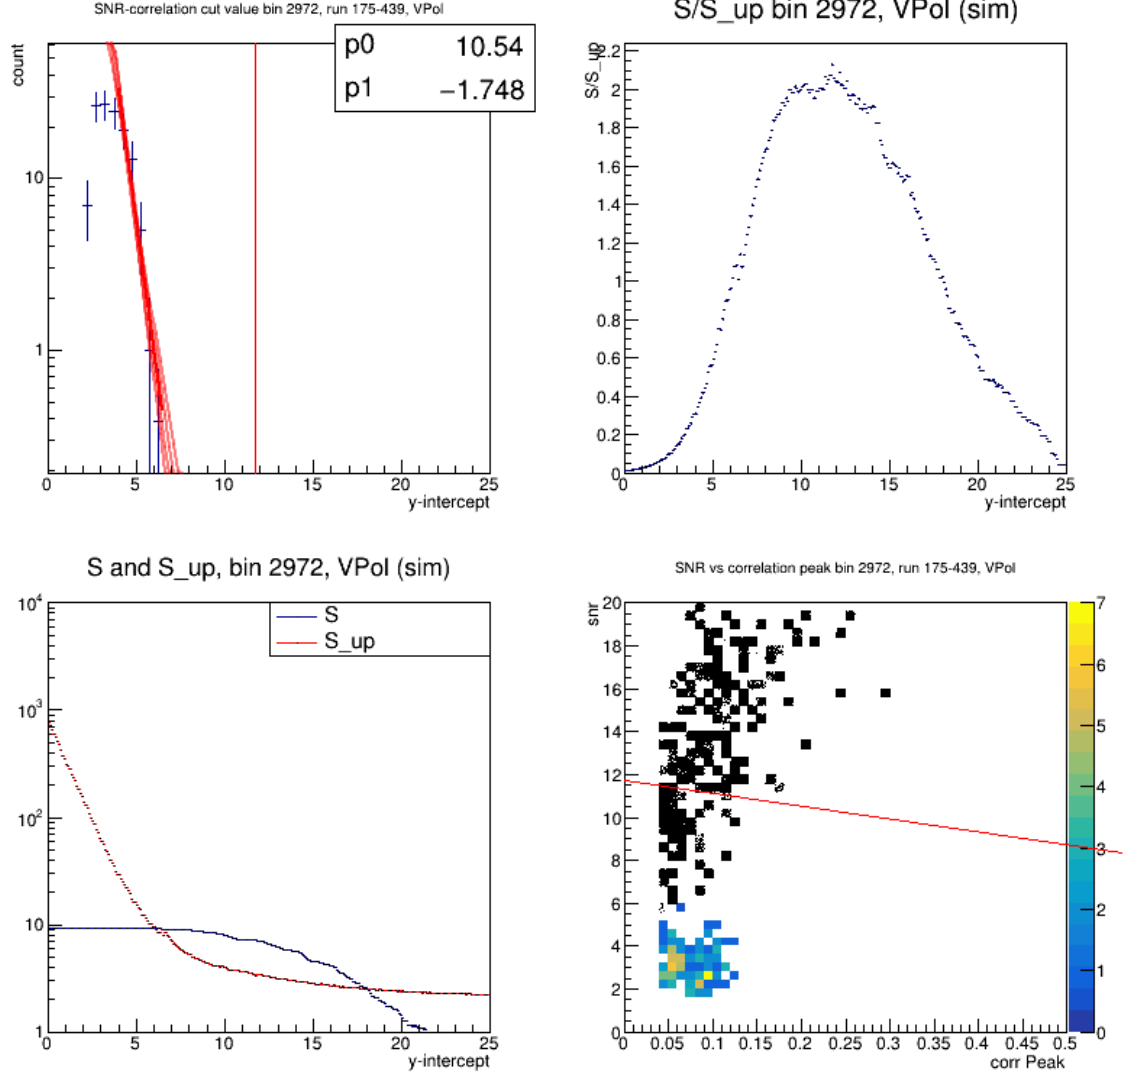 SNR-correlation cut value bin 2972, run 175-439, VPol
count
p0 10.54
p1 −1.748
10
1
0 5 10 15 20 25
y-intercept
S/S_up bin 2972, VPol (sim)
S/S_up
2.2
2
1.8
1.6
1.4
1.2
1
0.8
0.6
0.4
0.2
0
0 5 10 15 20 25
y-intercept
S and S_up, bin 2972, VPol (sim)
S
S_up
10^4
10^3
10^2
10
1
0 5 10 15 20 25
y-intercept
SNR vs correlation peak bin 2972, run 175-439, VPol
snr
20
18
16
14
12
10
8
6
4
2
0
0 0.05 0.1 0.15 0.2 0.25 0.3 0.35 0.4 0.45 0.5
corr Peak
7
6
5
4
3
2
1
0